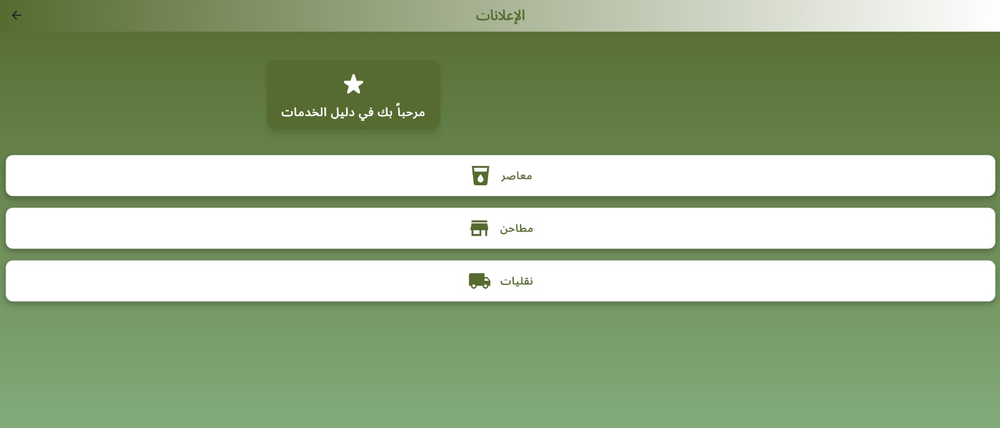 الإعلانات
مرحباً بك في دليل الخدمات
معاصر
مطاحن
نقليات